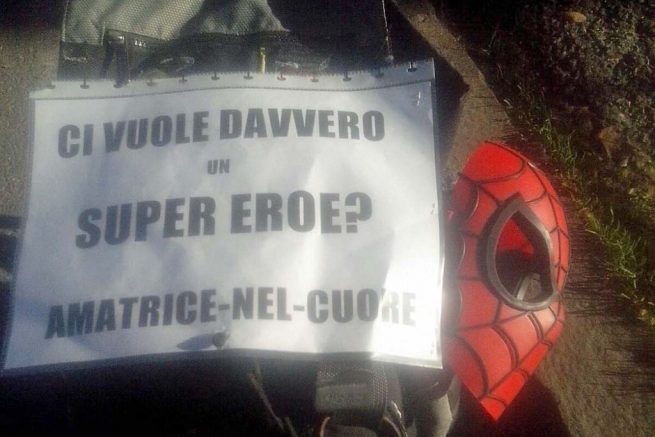 CI VUOLE DAVVERO
UN
SUPER EROE?
AMATRICE-NEL-CUORE